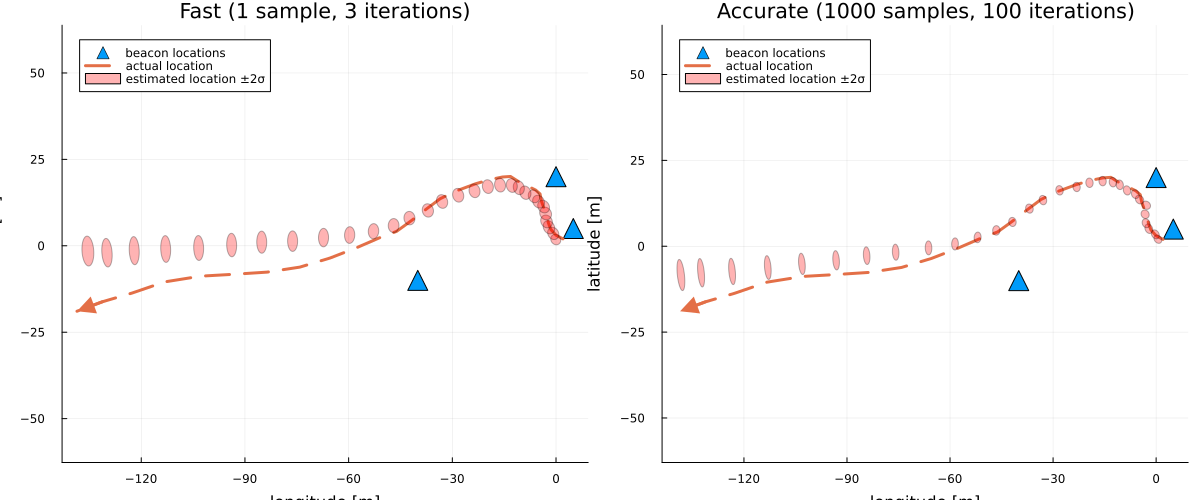 Fast (1 sample, 3 iterations)
beacon locations
actual location
estimated location ±2σ
50
25
0
−25
−50
−120
−90
−60
−30
0
longitude [m]
Accurate (1000 samples, 100 iterations)
beacon locations
actual location
estimated location ±2σ
latitude [m]
50
25
0
−25
−50
−120
−90
−60
−30
0
longitude [m]